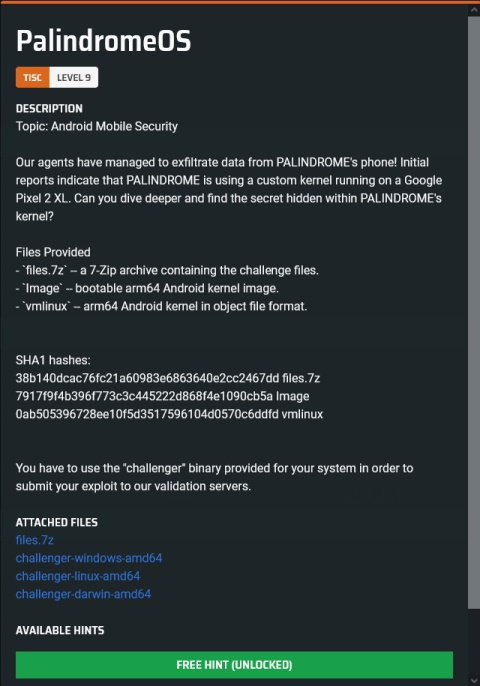 PalindromeOS
TISC LEVEL 9
DESCRIPTION
Topic: Android Mobile Security
Our agents have managed to exfiltrate data from PALINDROME's phone! Initial
reports indicate that PALINDROME is using a custom kernel running on a Google
Pixel 2 XL. Can you dive deeper and find the secret hidden within PALINDROME's
kernel?
Files Provided
- `files.7z` -- a 7-Zip archive containing the challenge files.
- `Image` -- bootable arm64 Android kernel image.
- `vmlinux` -- arm64 Android kernel in object file format.
SHA1 hashes:
38b140dcac76fc21a60983e6863640e2cc2467dd files.7z
7917f9f4b396f773c3c445222d868f4e1090cb5a Image
0ab505396728ee10f5d3517596104d0570c6ddfd vmlinux
You have to use the "challenger" binary provided for your system in order to
submit your exploit to our validation servers.
ATTACHED FILES
files.7z
challenger-windows-amd64
challenger-linux-amd64
challenger-darwin-amd64
AVAILABLE HINTS
FREE HINT (UNLOCKED)